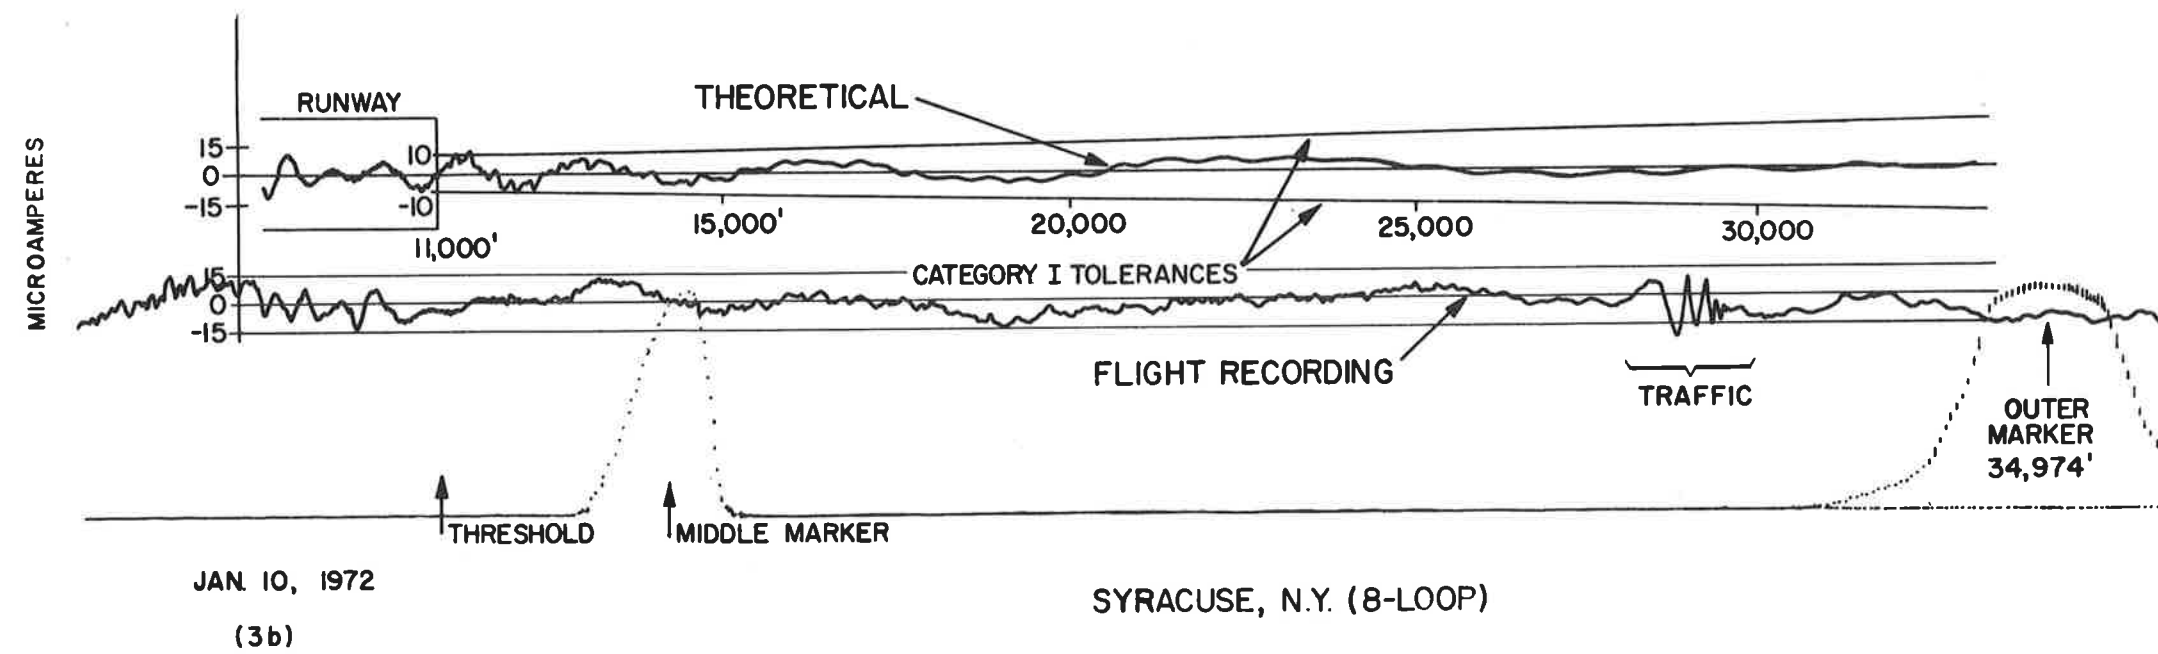 THEORETICAL
RUNWAY
MICROAMPERES
15
0
-15
10
-10
11,000'
15,000'
20,000
25,000
30,000
CATEGORY I TOLERANCES
15
0
-15
FLIGHT RECORDING
TRAFFIC
OUTER
MARKER
34,974'
THRESHOLD
MIDDLE MARKER
JAN. 10, 1972
(3b)
SYRACUSE, N.Y. (8-LOOP)